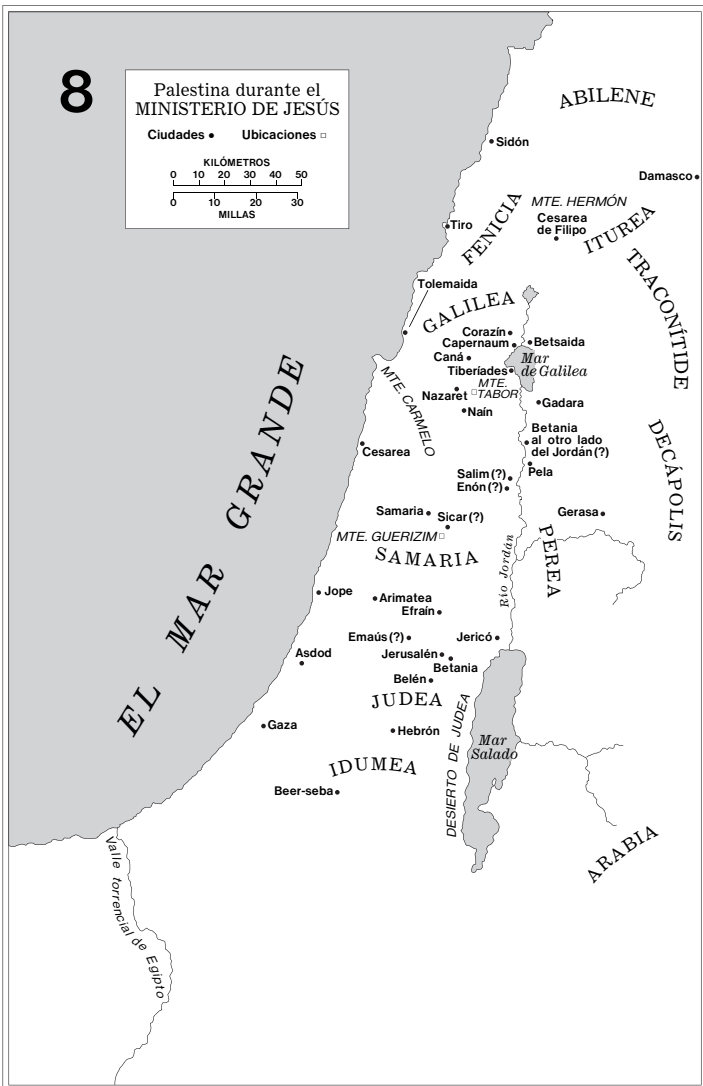 8
Palestina durante el
MINISTERIO DE JESÚS
Ciudades Ubicaciones
KILÓMETROS
0 10 20 30 40 50
0 10 20 30
MILLAS
ABILENE
Sidón
Damasco
MTE. HERMÓN
Tiro
FENICIA
Cesarea
de Filipo
ITUREA
TRACONÍTIDE
Tolemaida
GALILEA
Corazín
Capernaum
Betsaida
Caná
Mar
de Galilea
Tiberíades
MTE.
TABOR
Nazaret
Naín
Gadara
MTE. CARMELO
EL MAR GRANDE
Cesarea
Betania
al otro lado
del Jordán (?)
DECÁPOLIS
Pela
Salim (?)
Enón (?)
Samaria
Sicar (?)
Gerasa
MTE. GUERIZIM
SAMARIA
Río Jordán
PEREA
Jope
Arimatea
Efraín
Emaús (?)
Jericó
Asdod
Jerusalén
Betania
Belén
JUDEA
Gaza
Hebrón
DESIERTO DE JUDEA
Mar
Salado
IDUMEA
Beer-seba
ARABIA
Valle torrencial de Egipto